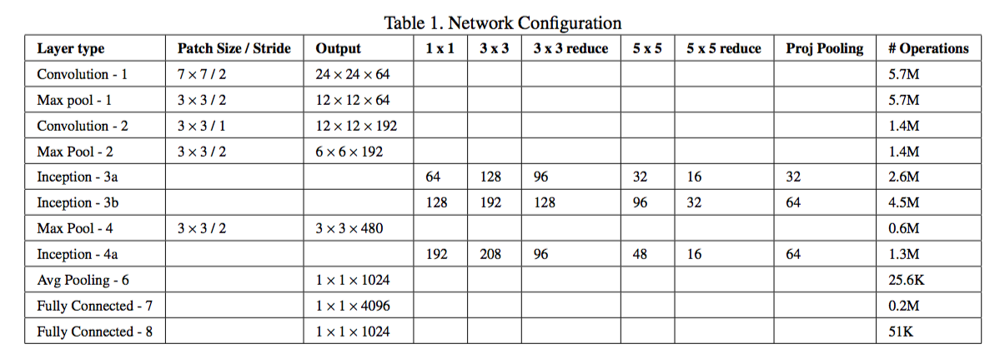 Table 1. Network Configuration
Layer type Patch Size / Stride Output 1 x 1 3 x 3 3 x 3 reduce 5 x 5 5 x 5 reduce Proj Pooling # Operations
Convolution - 1 7 × 7 / 2 24 × 24 × 64 5.7M
Max pool - 1 3 × 3 / 2 12 × 12 × 64 5.7M
Convolution - 2 3 × 3 / 1 12 × 12 × 192 1.4M
Max Pool - 2 3 × 3 / 2 6 × 6 × 192 1.4M
Inception - 3a 64 128 96 32 16 32 2.6M
Inception - 3b 128 192 128 96 32 64 4.5M
Max Pool - 4 3 × 3 / 2 3 × 3 × 480 0.6M
Inception - 4a 192 208 96 48 16 64 1.3M
Avg Pooling - 6 1 × 1 × 1024 25.6K
Fully Connected - 7 1 × 1 × 4096 0.2M
Fully Connected - 8 1 × 1 × 1024 51K